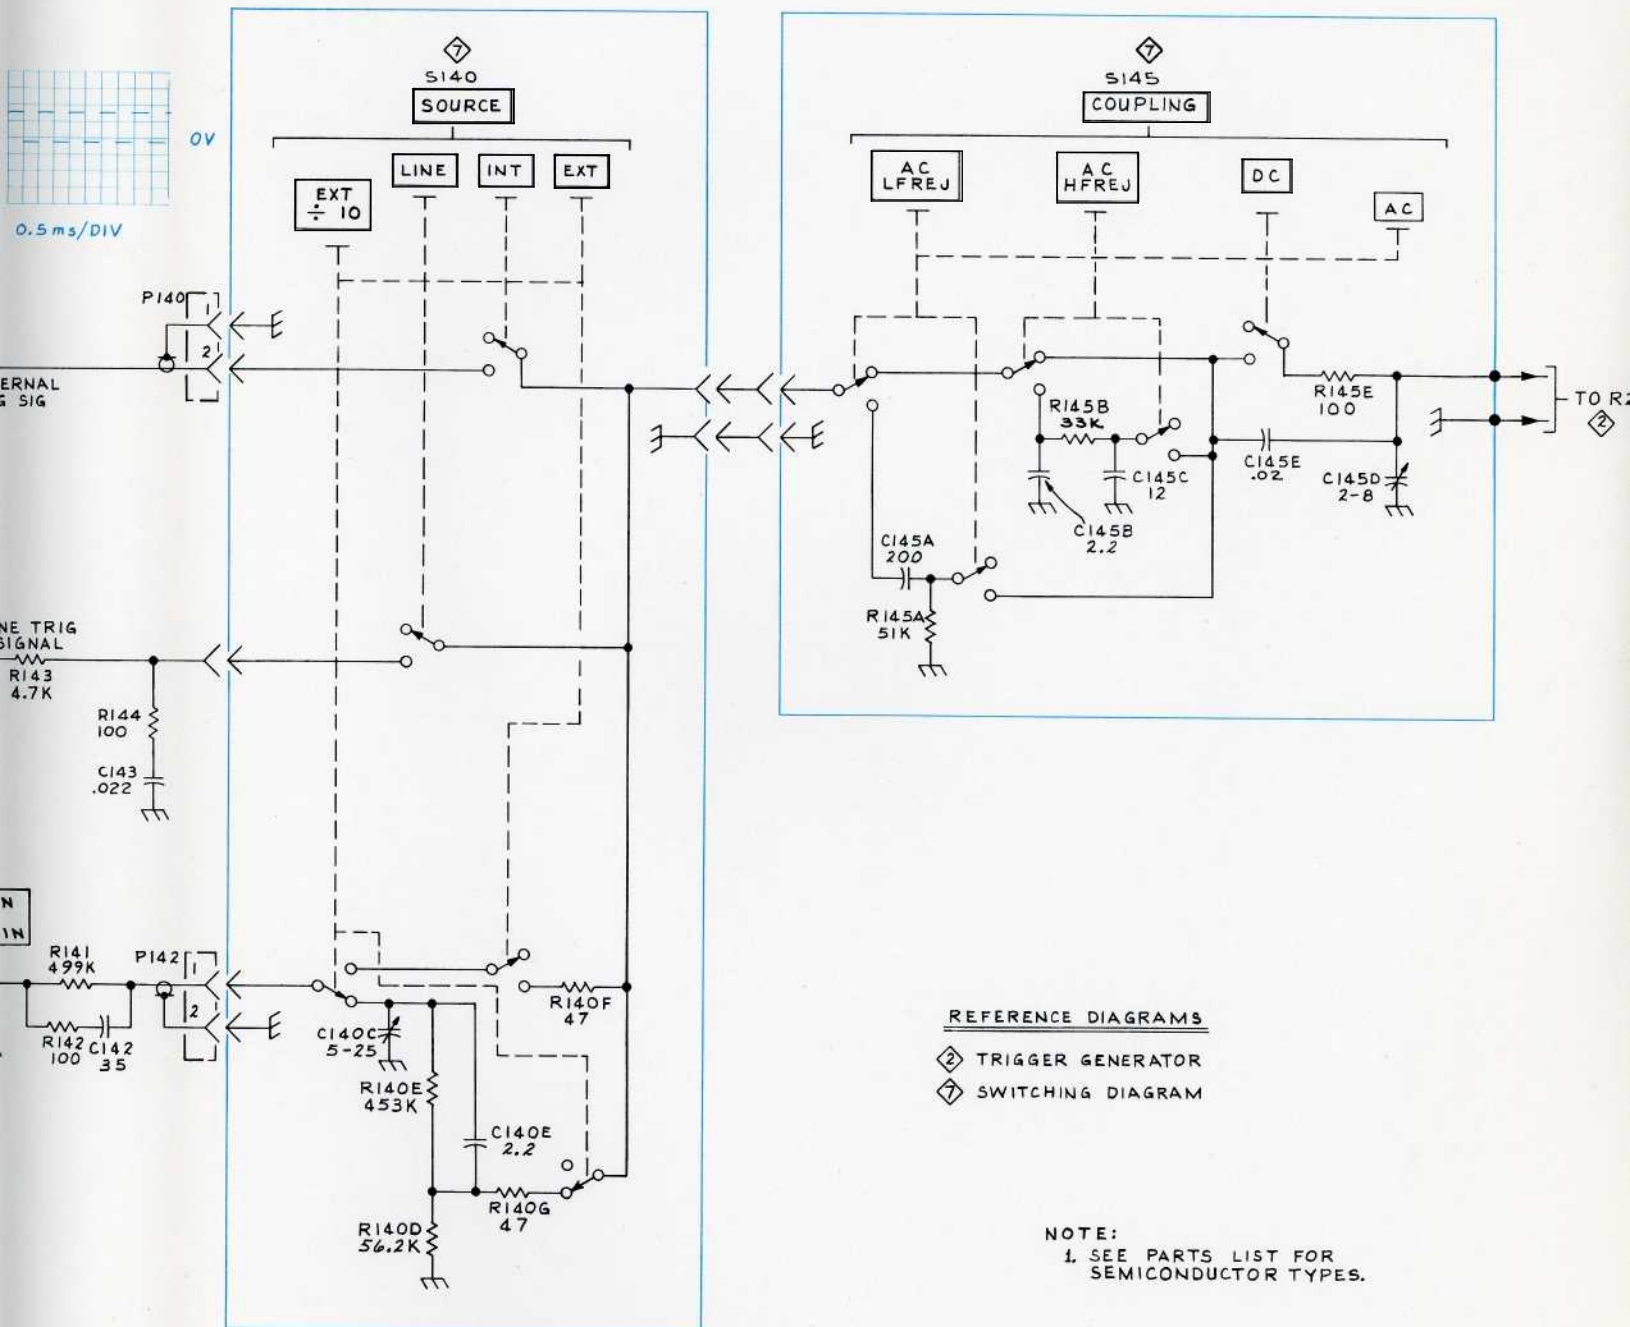 7
S140
SOURCE
EXT
÷ 10
LINE
INT
EXT
0V
0.5ms/DIV
P140
1
2
ERNAL
G SIG
NE TRIG
SIGNAL
R143
4.7K
R144
100
C143
.022
N
IN
R141
499K
P142
1
2
R142
100
C142
35
C140C
5-25
R140E
453K
C140E
2.2
R140F
47
R140G
47
R140D
56.2K
7
S145
COUPLING
AC
LFREJ
AC
HFREJ
DC
AC
R145B
33K
C145C
12
C145B
2.2
C145A
200
R145A
51K
C145E
.02
R145E
100
C145D
2-8
TO R2
2
REFERENCE DIAGRAMS
2 TRIGGER GENERATOR
7 SWITCHING DIAGRAM
NOTE:
1. SEE PARTS LIST FOR
SEMICONDUCTOR TYPES.